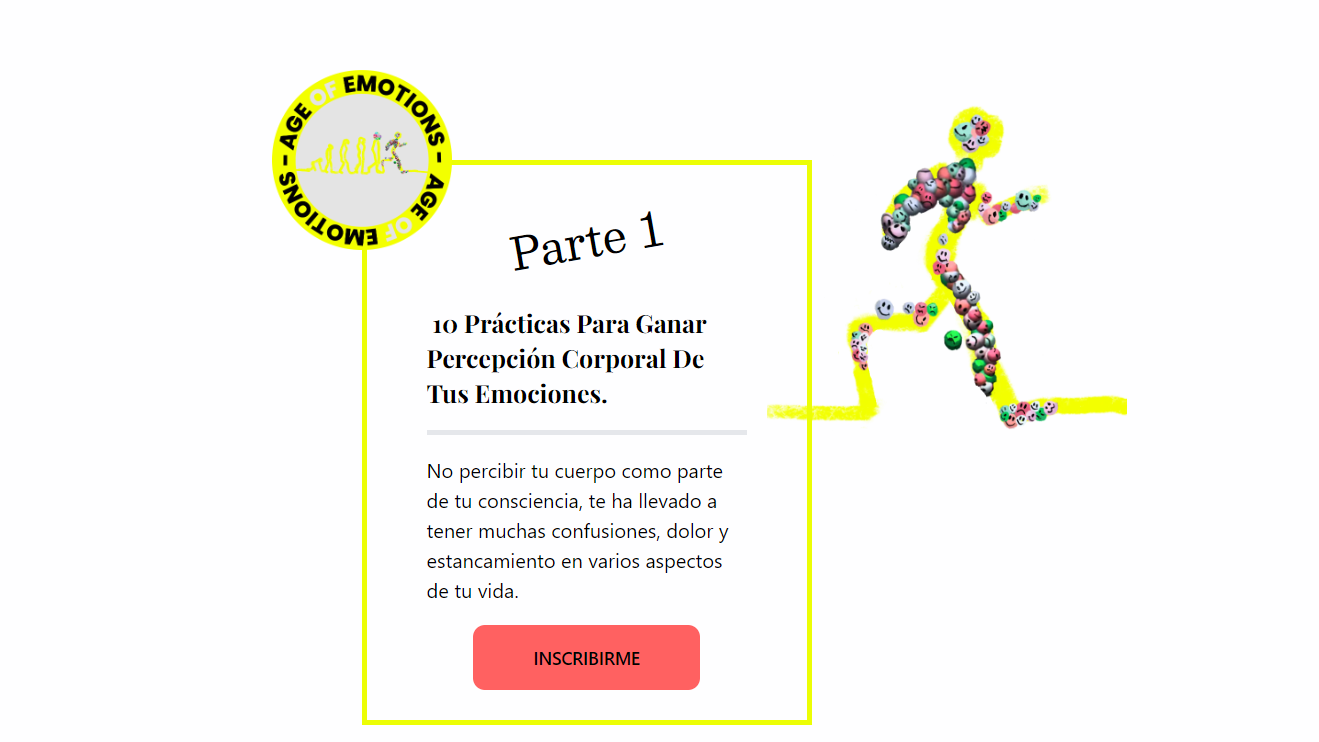 AGE OF EMOTIONS - AGE OF EMOTIONS -
Parte 1
10 Prácticas Para Ganar
Percepción Corporal De
Tus Emociones.
No percibir tu cuerpo como parte
de tu consciencia, te ha llevado a
tener muchas confusiones, dolor y
estancamiento en varios aspectos
de tu vida.
INSCRIBIRME